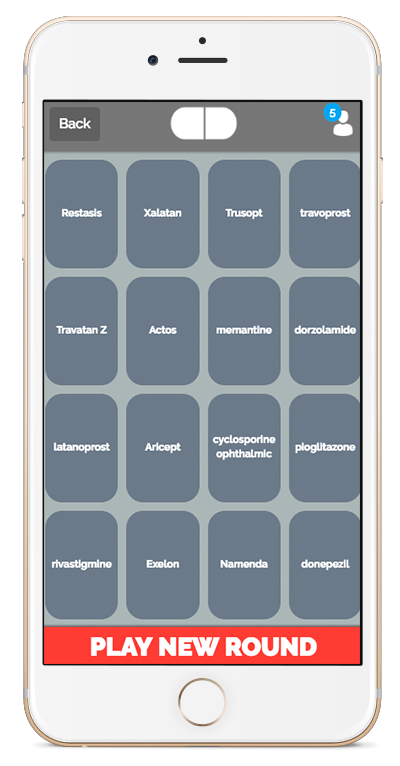 Back
5
Restasis
Xalatan
Trusopt
travoprost
Travatan Z
Actos
memantine
dorzolamide
latanoprost
Aricept
cyclosporine
ophthalmic
pioglitazone
rivastigmine
Exelon
Namenda
donepezil
PLAY NEW ROUND